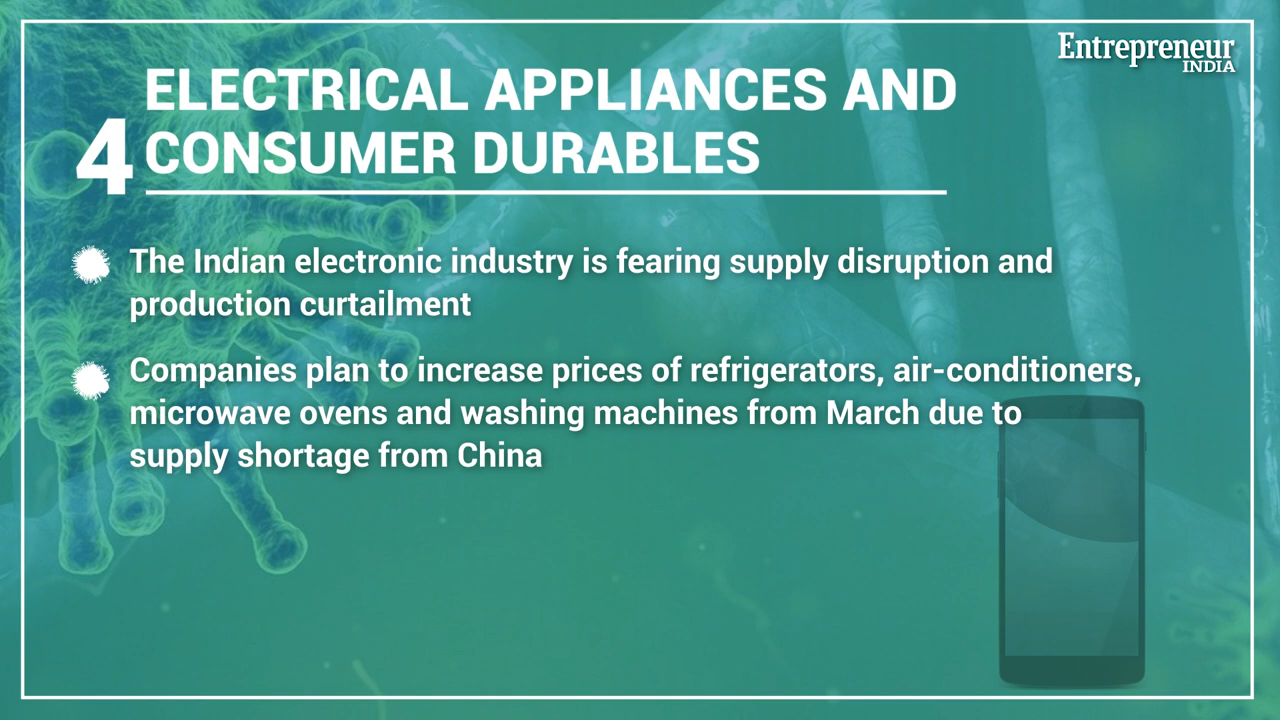 Entrepreneur
INDIA
4
ELECTRICAL APPLIANCES AND
CONSUMER DURABLES
The Indian electronic industry is fearing supply disruption and
production curtailment
Companies plan to increase prices of refrigerators, air-conditioners,
microwave ovens and washing machines from March due to
supply shortage from China